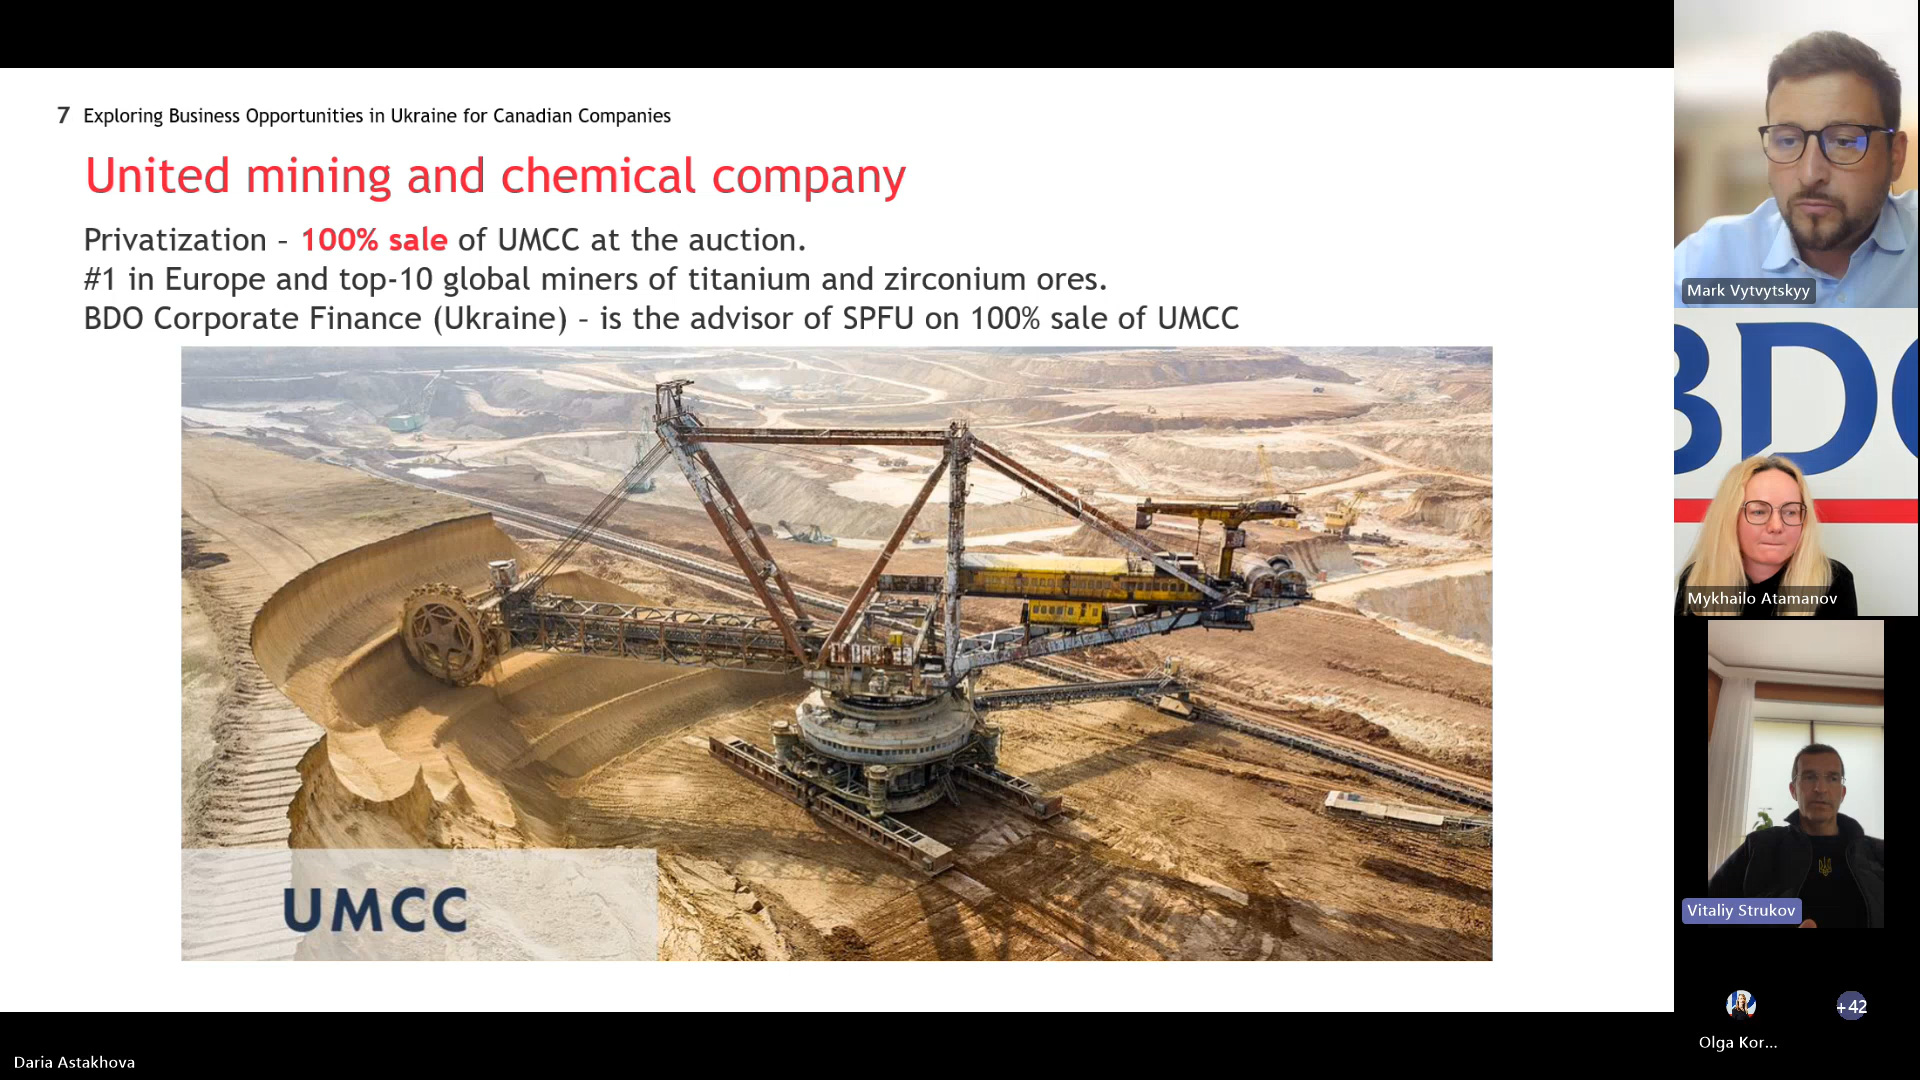 7 Exploring Business Opportunities in Ukraine for Canadian Companies
United mining and chemical company
Privatization – 100% sale of UMCC at the auction.
#1 in Europe and top-10 global miners of titanium and zirconium ores.
BDO Corporate Finance (Ukraine) – is the advisor of SPFU on 100% sale of UMCC
UMCC
Mark Vytvytskyy
BDO
Mykhailo Atamanov
Vitaliy Strukov
+42
Olga Kor...
Daria Astakhova